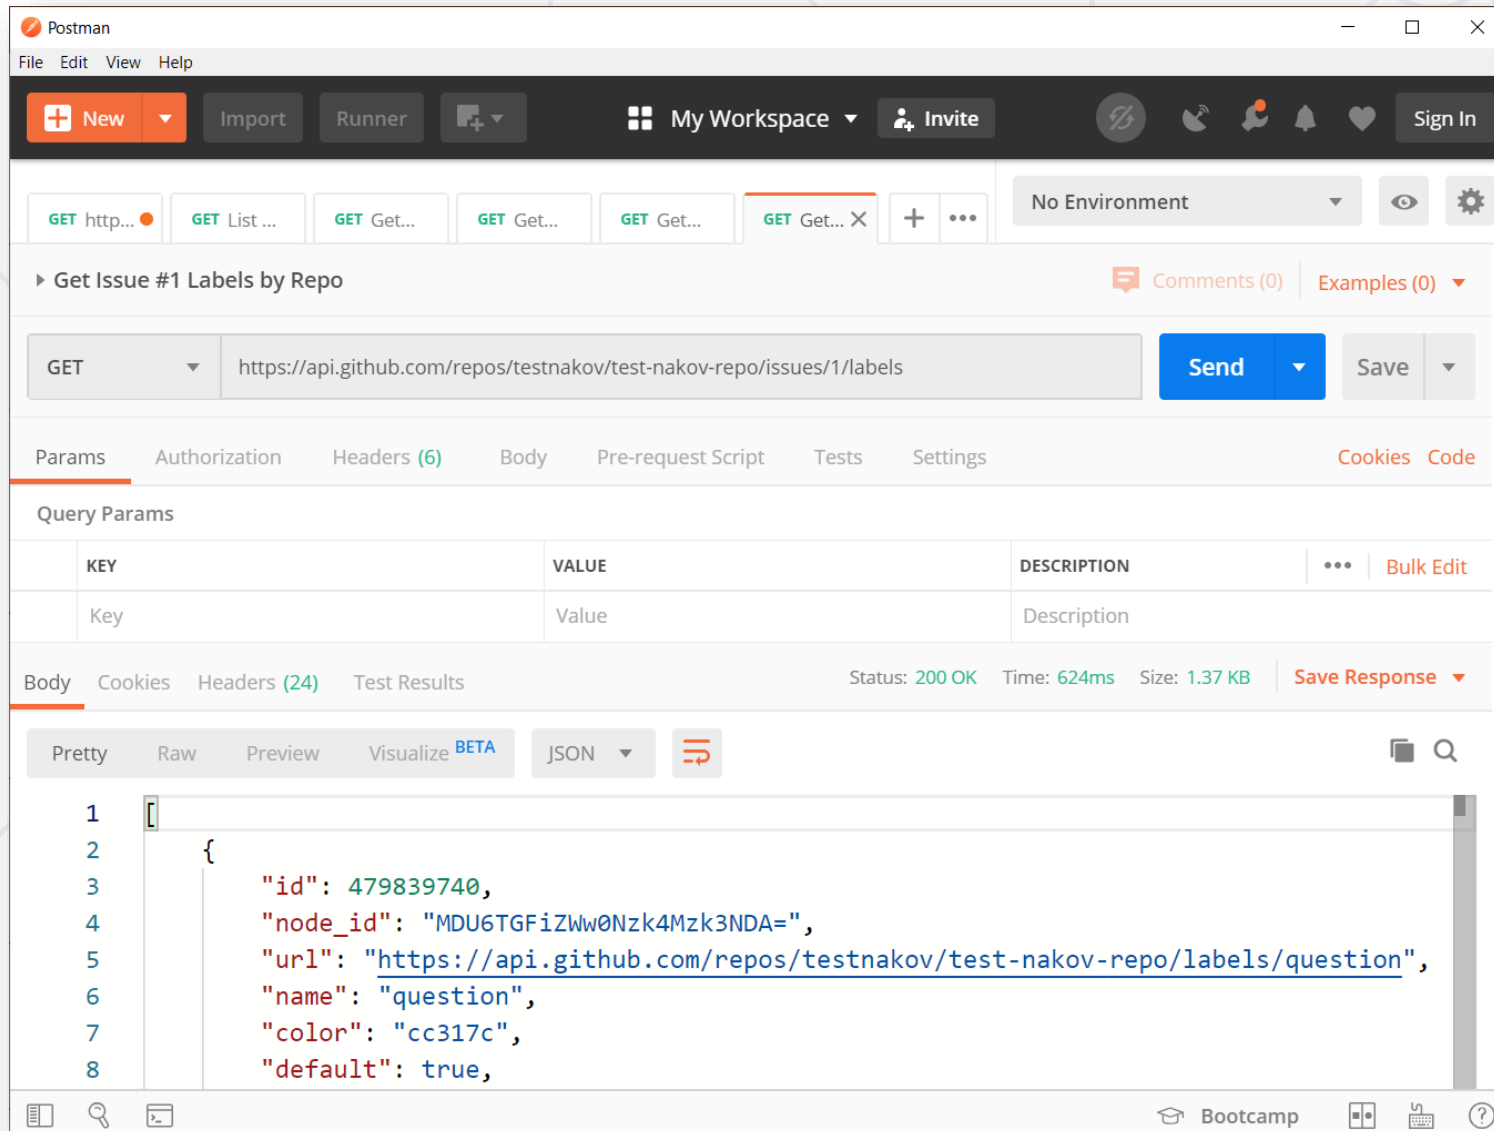 Postman
File Edit View Help
New Import Runner My Workspace Invite Sign In
GET http... GET List ... GET Get... GET Get... GET Get... GET Get... No Environment
Get Issue #1 Labels by Repo Comments (0) Examples (0)
GET https://api.github.com/repos/testnakov/test-nakov-repo/issues/1/labels Send Save
Params Authorization Headers (6) Body Pre-request Script Tests Settings Cookies Code
Query Params
KEY VALUE DESCRIPTION Bulk Edit
Key Value Description
Body Cookies Headers (24) Test Results Status: 200 OK Time: 624ms Size: 1.37 KB Save Response
Pretty Raw Preview Visualize BETA JSON
1 [
2 {
3 "id": 479839740,
4 "node_id": "MDU6TGFiZWw0Nzk4Mzk3NDA=",
5 "url": "https://api.github.com/repos/testnakov/test-nakov-repo/labels/question",
6 "name": "question",
7 "color": "cc317c",
8 "default": true,
Bootcamp